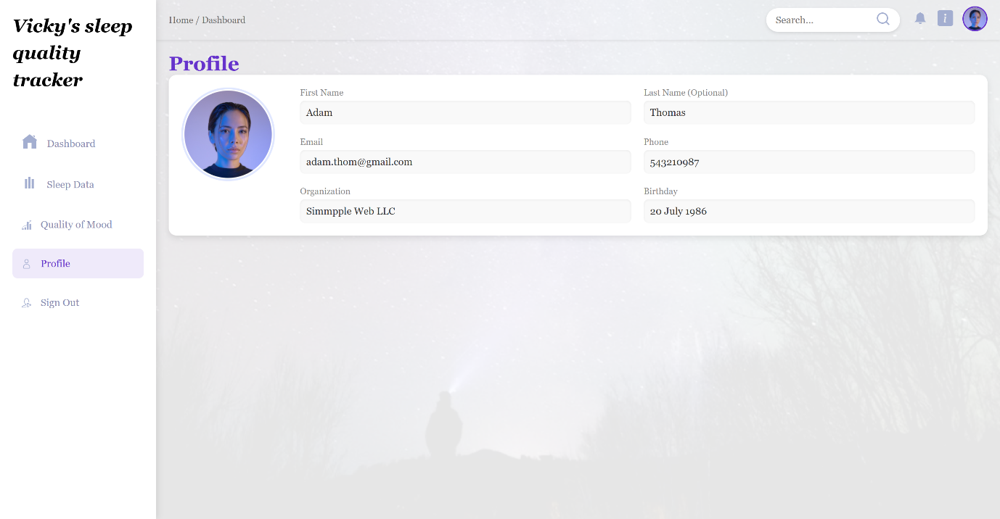 Vicky's sleep
quality
tracker
Dashboard
Sleep Data
Quality of Mood
Profile
Sign Out
Home / Dashboard
Search...
i
Profile
First Name
Adam
Last Name (Optional)
Thomas
Email
adam.thom@gmail.com
Phone
543210987
Organization
Simmpple Web LLC
Birthday
20 July 1986